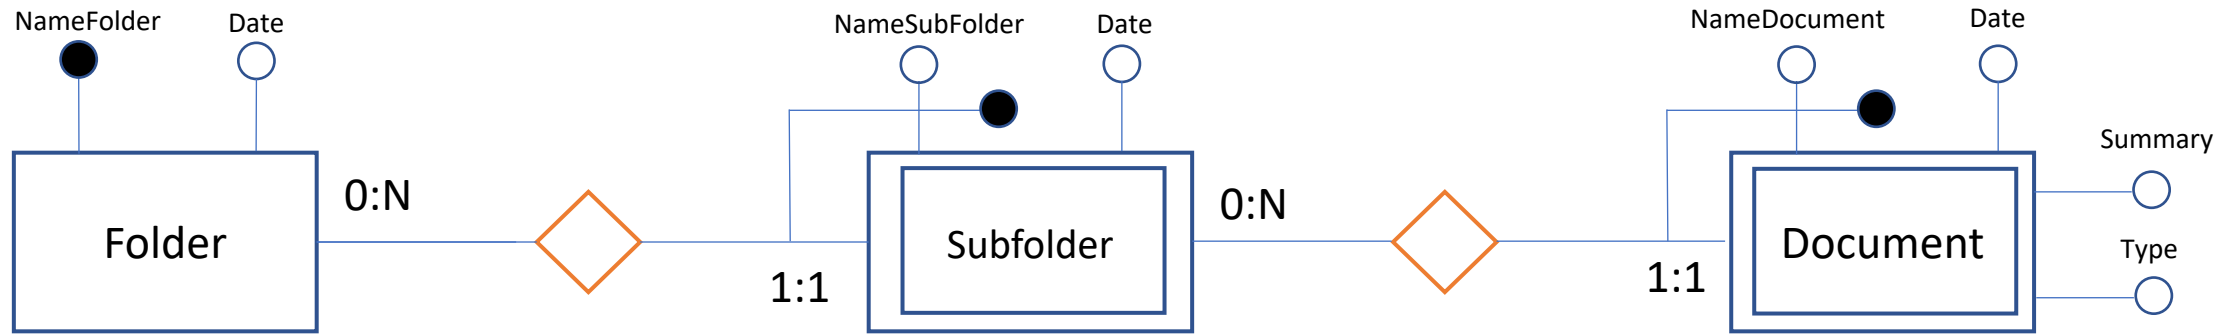 NameFolder
Date
NameSubFolder
Date
NameDocument
Date
Summary
0:N
0:N
Folder
Subfolder
Document
Type
1:1
1:1